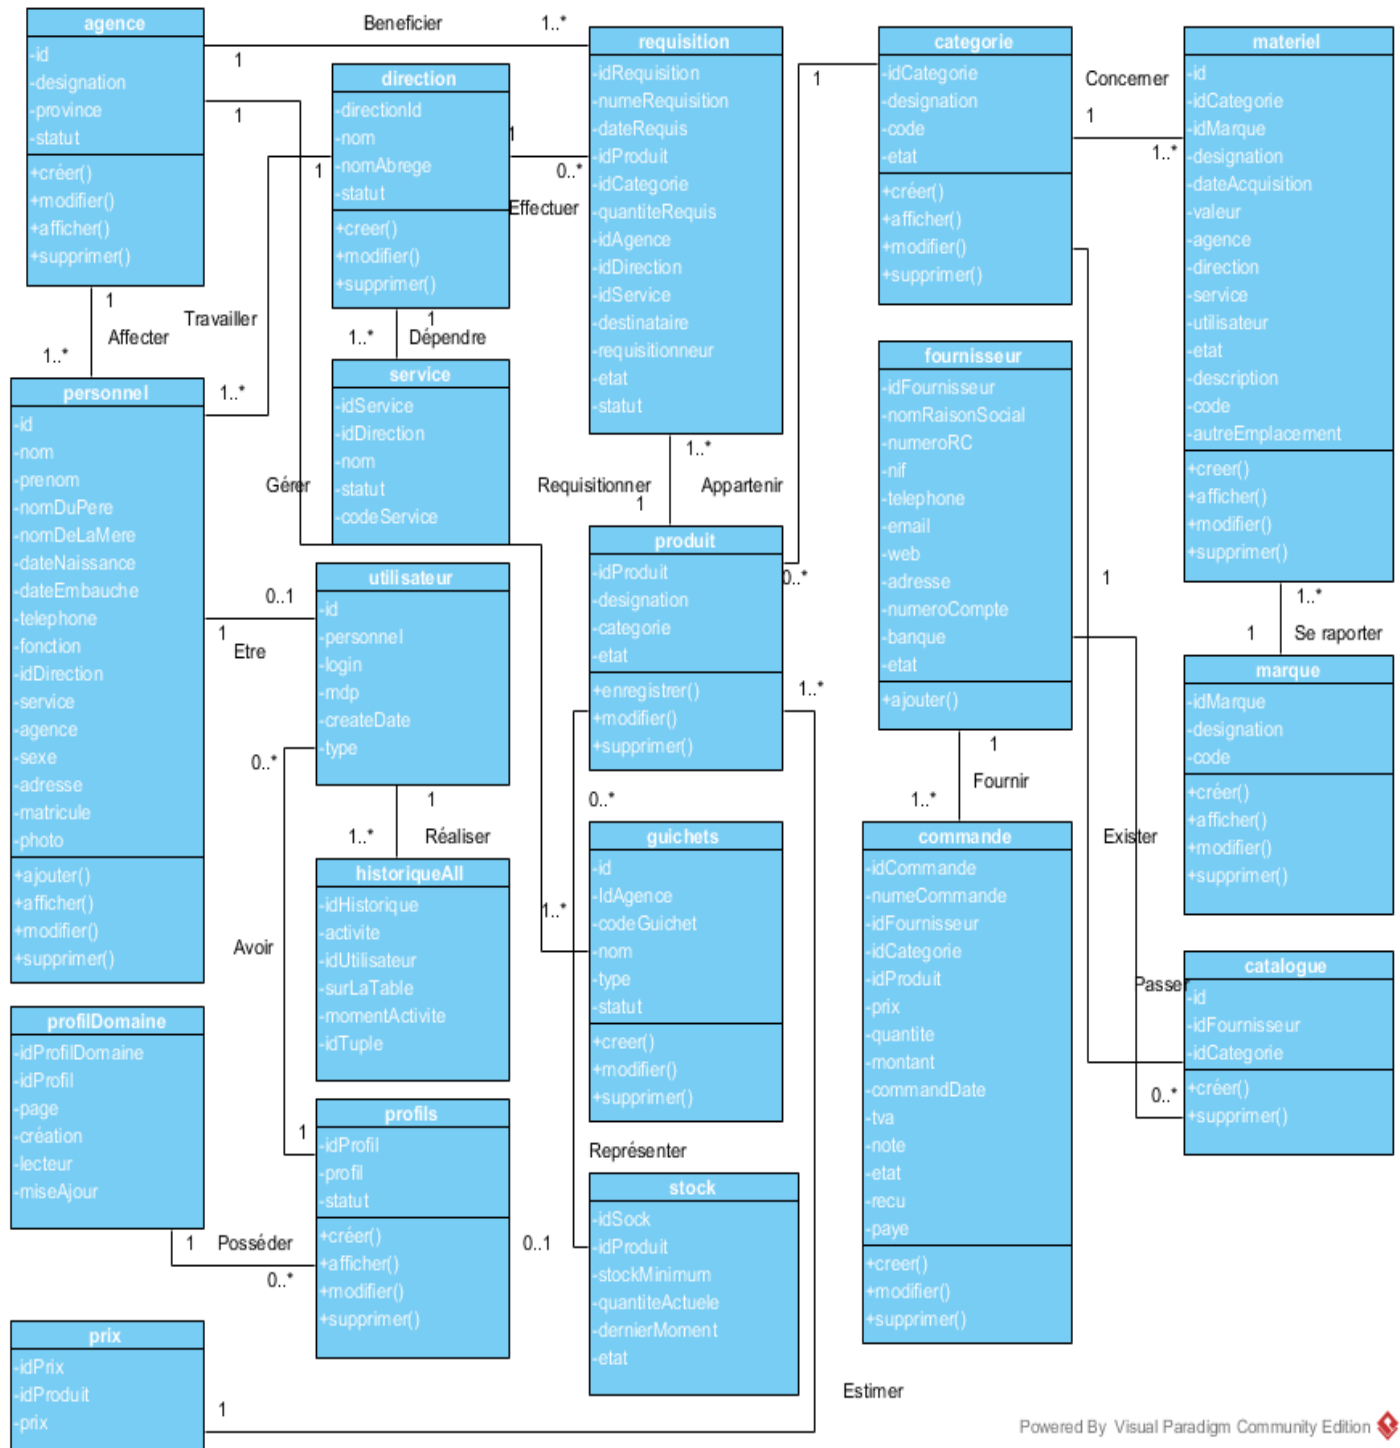 agence
-id
-designation
-province
-statut
+créer()
+modifier()
+afficher()
+supprimer()
Beneficier
1
1..*
1
direction
-directionId
-nom
-nomAbrege
-statut
+creer()
+modifier()
+supprimer()
1
1
0..*
Effectuer
requisition
-idRequisition
-numeRequisition
-dateRequis
-idProduit
-idCategorie
-quantiteRequis
-idAgence
-idDirection
-idService
-destinataire
-requisitionneur
-etat
-statut
1
categorie
-idCategorie
-designation
-code
-etat
+créer()
+afficher()
+modifier()
+supprimer()
Concerner
1
1..*
materiel
-id
-idCategorie
-idMarque
-designation
-dateAcquisition
-valeur
-agence
-direction
-service
-utilisateur
-etat
-description
-code
-autreEmplacement
+creer()
+afficher()
+modifier()
+supprimer()
1
Affecter
1..*
Travailler
1..*
1
1..*
Dépendre
service
-idService
-idDirection
-nom
-statut
-codeService
Gérer
personnel
-id
-nom
-prenom
-nomDuPere
-nomDeLaMere
-dateNaissance
-dateEmbauche
-telephone
-fonction
-idDirection
-service
-agence
-sexe
-adresse
-matricule
-photo
+ajouter()
+afficher()
+modifier()
+supprimer()
0..1
1
Etre
utilisateur
-id
-personnel
-login
-mdp
-createDate
-type
1..*
Requisitionner
1
Appartenir
0..*
produit
-idProduit
-designation
-categorie
-etat
+enregistrer()
+modifier()
+supprimer()
1..*
0..*
fournisseur
-idFournisseur
-nomRaisonSocial
-numeroRC
-nif
-telephone
-email
-web
-adresse
-numeroCompte
-banque
-etat
+ajouter()
1
1
Fournir
1..*
Exister
1..*
1
Se raporter
marque
-idMarque
-designation
-code
+créer()
+afficher()
+modifier()
+supprimer()
0..*
1
1..*
Réaliser
historiqueAll
-idHistorique
-activite
-idUtilisateur
-surLaTable
-momentActivite
-idTuple
Avoir
1
1..*
guichets
-id
-IdAgence
-codeGuichet
-nom
-type
-statut
+creer()
+modifier()
+supprimer()
commande
-idCommande
-numeCommande
-idFournisseur
-idCategorie
-idProduit
-prix
-quantite
-montant
-commandDate
-tva
-note
-etat
-recu
-paye
+creer()
+modifier()
+supprimer()
Passer
0..*
catalogue
-id
-idFournisseur
-idCategorie
+créer()
+supprimer()
profilDomaine
-idProfilDomaine
-idProfil
-page
-création
-lecteur
-miseAjour
1
Posséder
0..*
profils
-idProfil
-profil
-statut
+créer()
+afficher()
+modifier()
+supprimer()
Représenter
0..1
stock
-idSock
-idProduit
-stockMinimum
-quantiteActuele
-dernierMoment
-etat
prix
-idPrix
-idProduit
-prix
1
Estimer
Powered By Visual Paradigm Community Edition